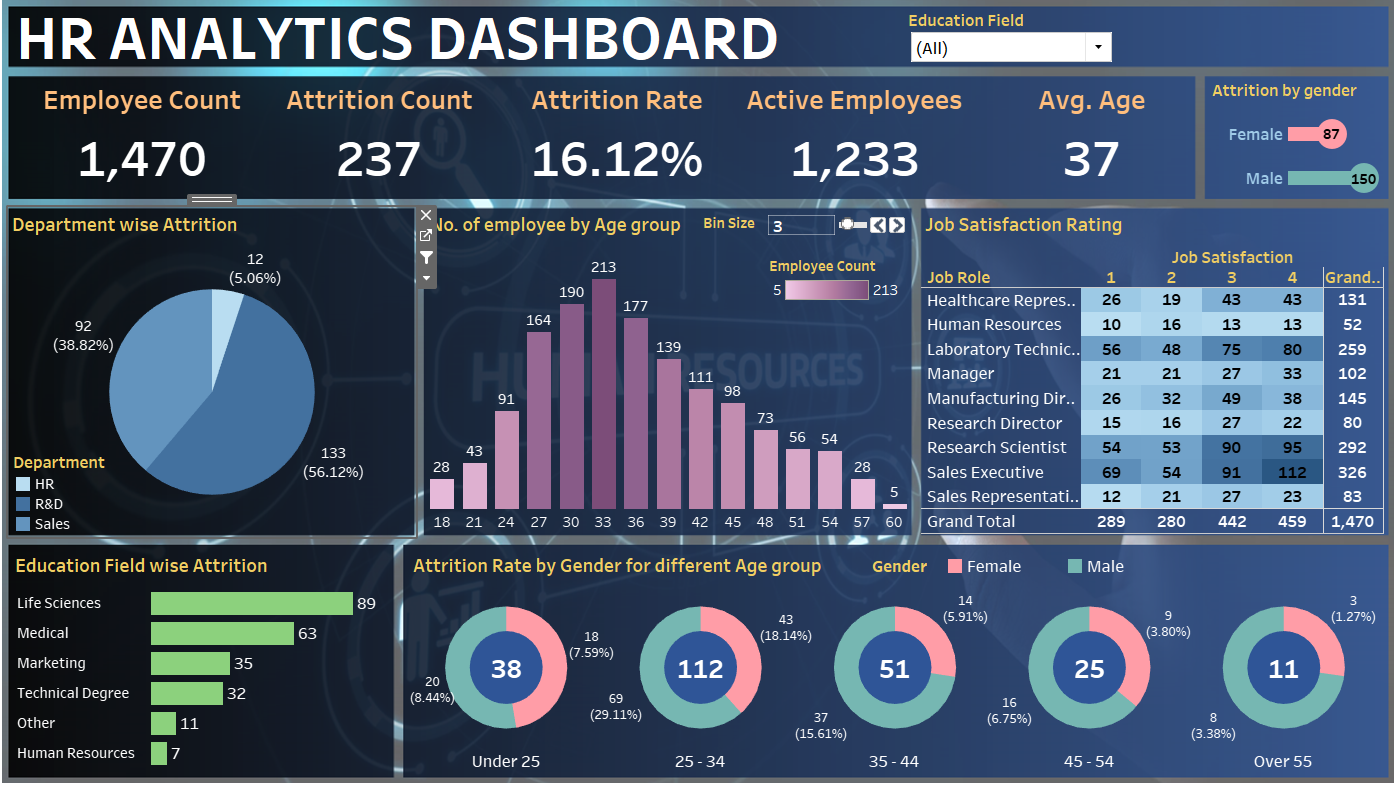 HR ANALYTICS DASHBOARD
Education Field
(All)
Employee Count
1,470
Attrition Count
237
Attrition Rate
16.12%
Active Employees
1,233
Avg. Age
37
Attrition by gender
Female 87
Male 150
Department wise Attrition
12
(5.06%)
92
(38.82%)
133
(56.12%)
Department
HR
R&D
Sales
No. of employee by Age group
Bin Size 3
Employee Count
5 213
28 43 91 164 190 213 177 139 111 98 73 56 54 28 5
18 21 24 27 30 33 36 39 42 45 48 51 54 57 60
HUMAN RESOURCES
Job Satisfaction Rating
Job Satisfaction
Job Role 1 2 3 4 Grand..
Healthcare Repres.. 26 19 43 43 131
Human Resources 10 16 13 13 52
Laboratory Technic.. 56 48 75 80 259
Manager 21 21 27 33 102
Manufacturing Dir.. 26 32 49 38 145
Research Director 15 16 27 22 80
Research Scientist 54 53 90 95 292
Sales Executive 69 54 91 112 326
Sales Representati.. 12 21 27 23 83
Grand Total 289 280 442 459 1,470
Education Field wise Attrition
Life Sciences 89
Medical 63
Marketing 35
Technical Degree 32
Other 11
Human Resources 7
Attrition Rate by Gender for different Age group
Gender Female Male
18
(7.59%)
38
20
(8.44%)
Under 25
43
(18.14%)
112
69
(29.11%)
25 - 34
14
(5.91%)
51
37
(15.61%)
35 - 44
9
(3.80%)
25
16
(6.75%)
45 - 54
3
(1.27%)
11
8
(3.38%)
Over 55